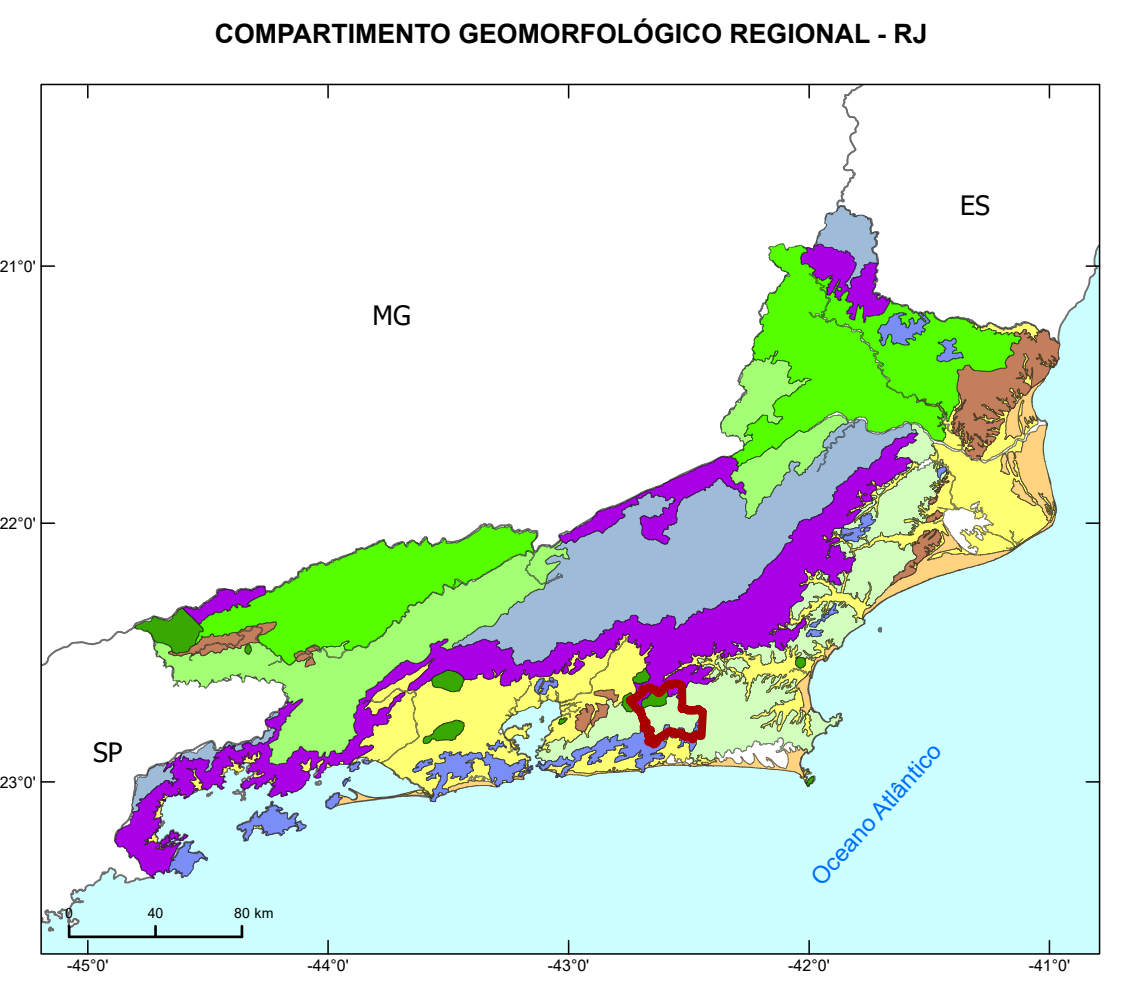 COMPARTIMENTO GEOMORFOLÓGICO REGIONAL - RJ
ES
21°0'
MG
22°0'
SP
23°0'
Oceano Atlântico
0 40 80 km
-45°0' -44°0' -43°0' -42°0' -41°0'